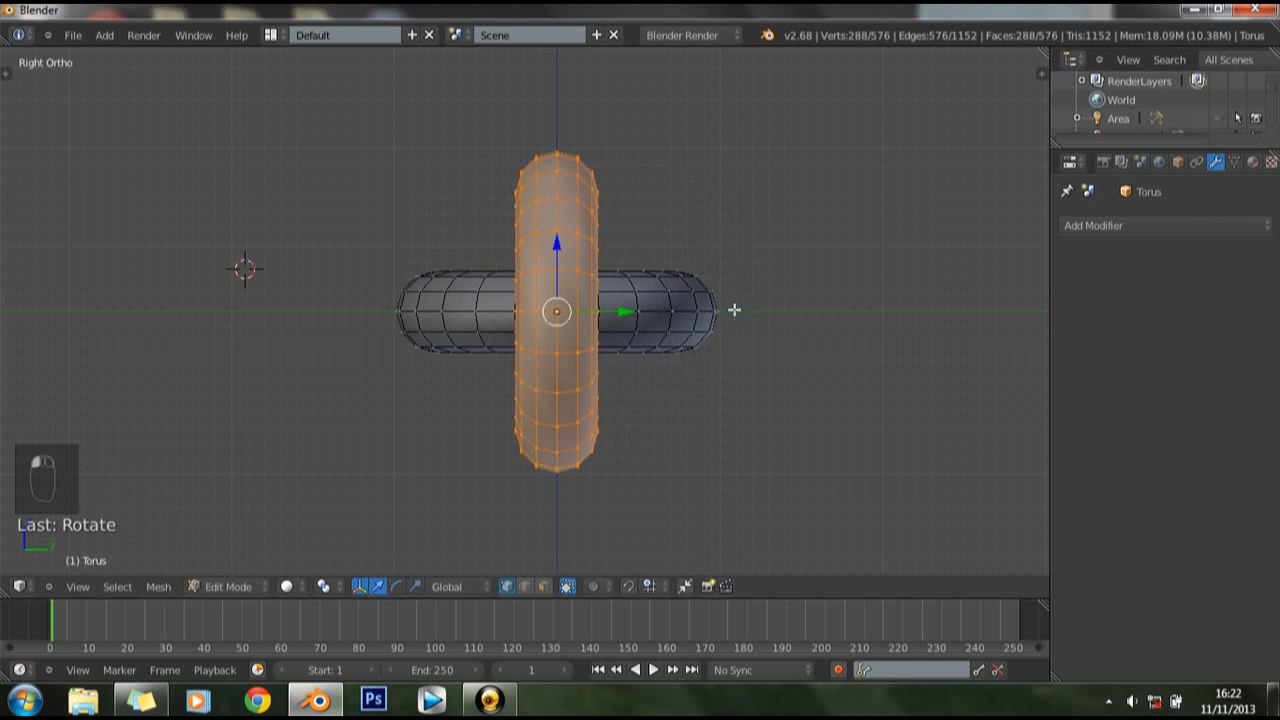 Blender
File Add Render Window Help Default Scene Blender Render v2.68 | Verts:288/576 | Edges:576/1152 | Faces:288/576 | Tris:1152 | Mem:18.09M (10.38M) | Torus
Right Ortho
View Search All Scenes
RenderLayers
World
Area
Torus
Add Modifier
Last: Rotate
(1) Torus
View Select Mesh Edit Mode Global
0 10 20 30 40 50 60 70 80 90 100 110 120 130 140 150 160 170 180 190 200 210 220 230 240 250
View Marker Frame Playback Start: 1 End: 250 1 No Sync
Ps
16:22
11/11/2013